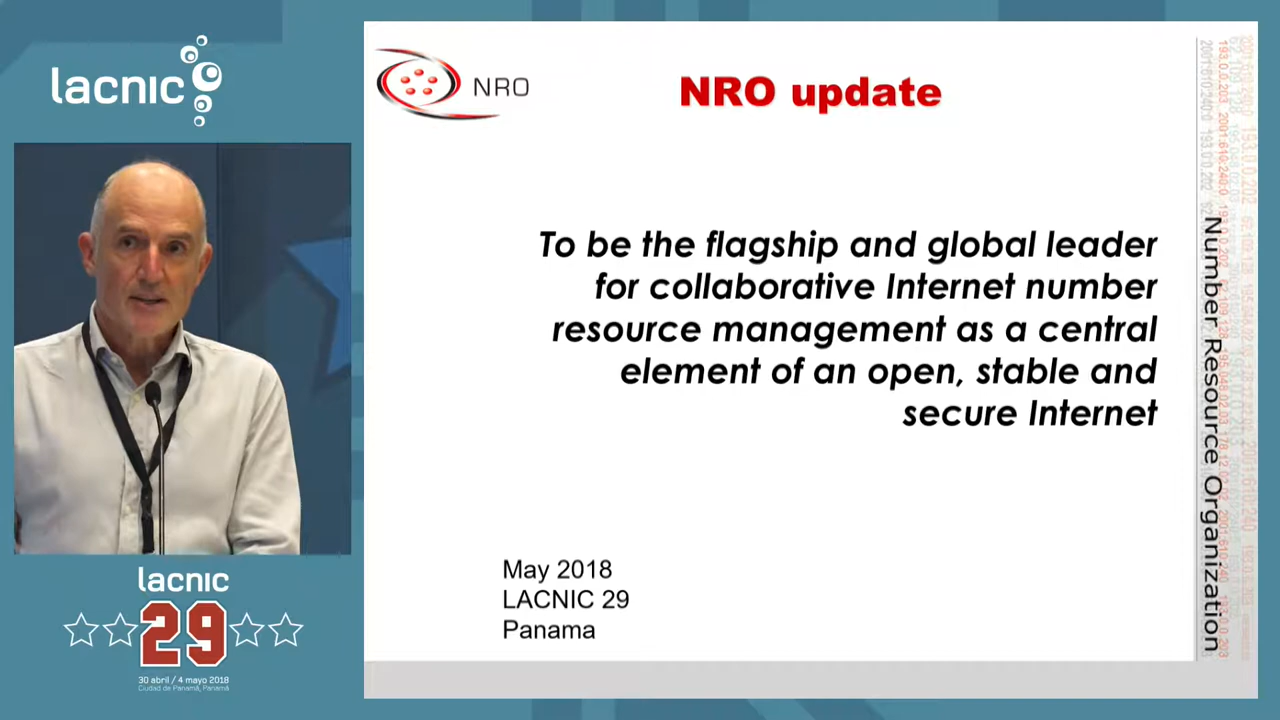 lacnic
NRO
NRO update
To be the flagship and global leader
for collaborative Internet number
resource management as a central
element of an open, stable and
secure Internet
May 2018
LACNIC 29
Panama
Number Resource Organization
lacnic
29
30 abril / 4 mayo 2018
Ciudad de Panamá, Panamá